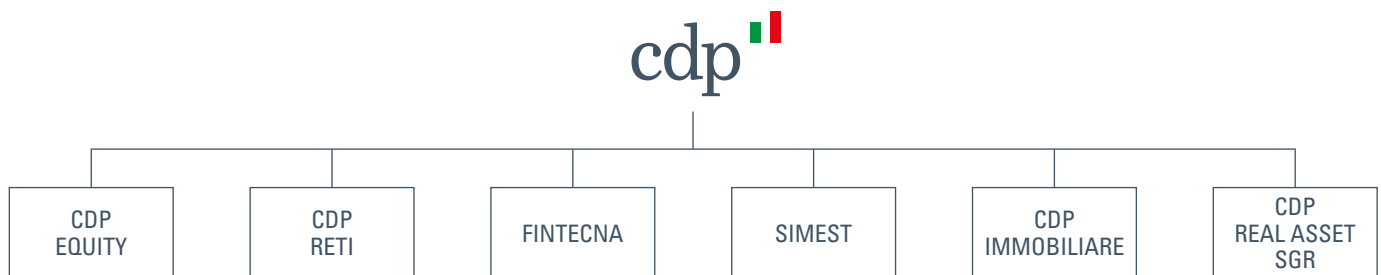 cdp
CDP
EQUITY
CDP
RETI
FINTECNA
SIMEST
CDP
IMMOBILIARE
CDP
REAL ASSET
SGR